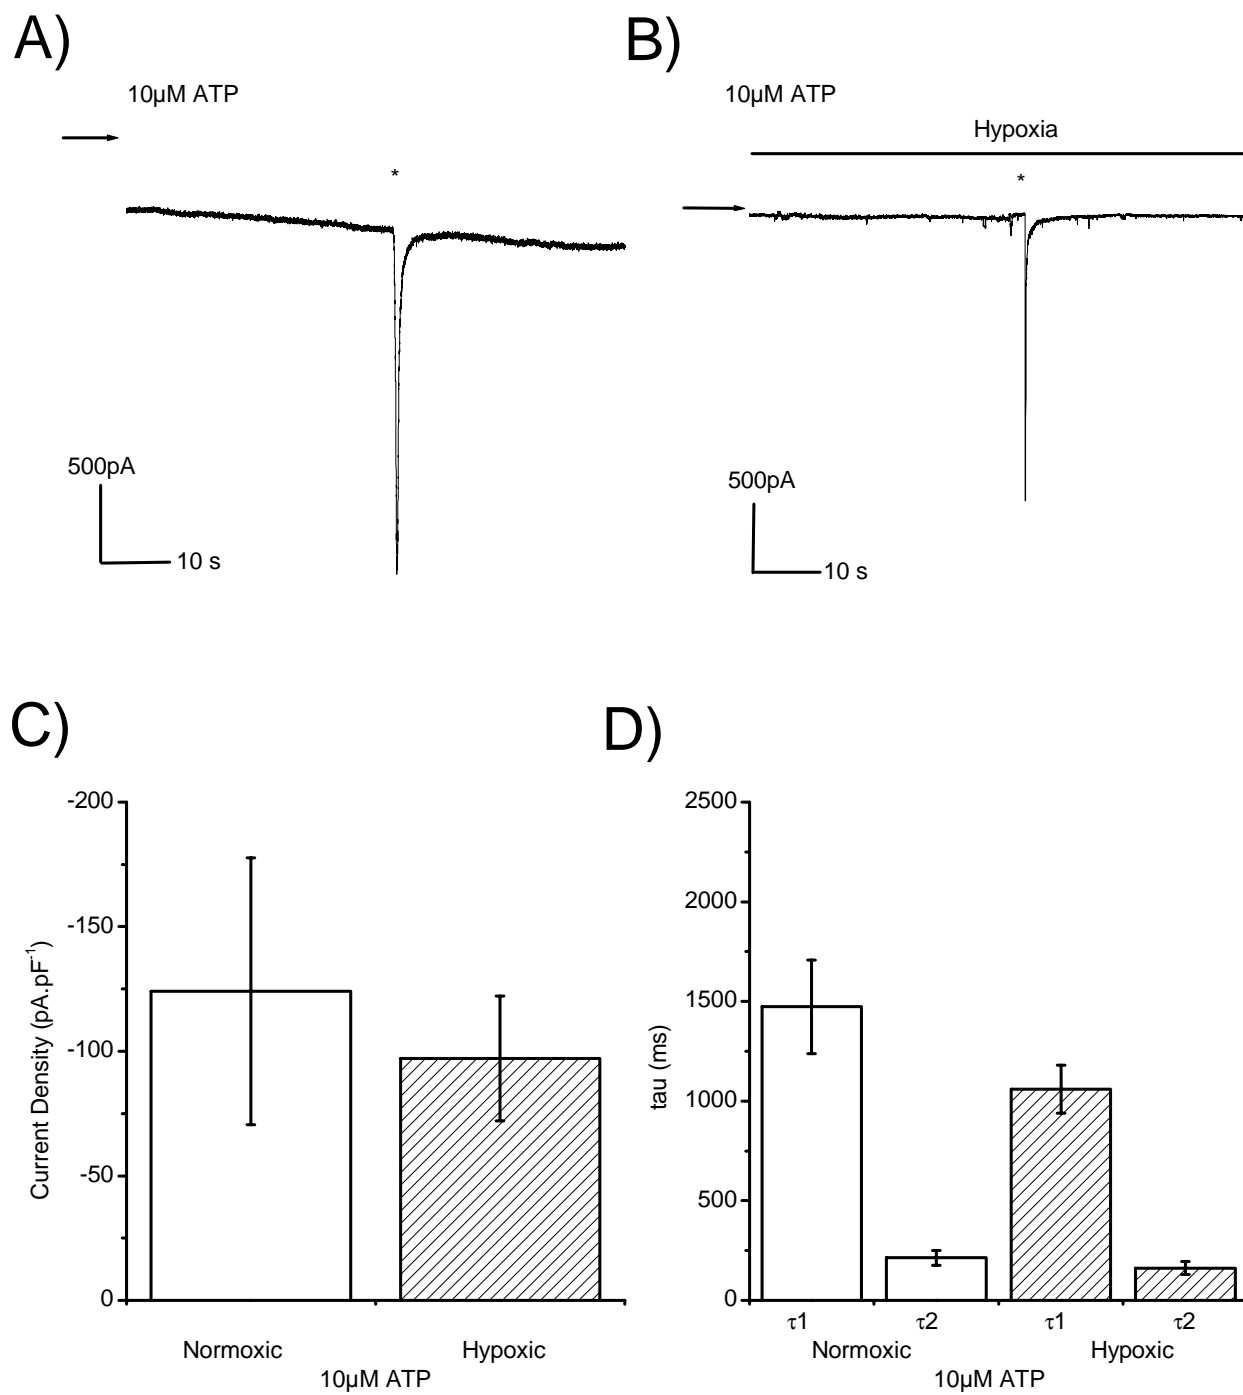 A)
10µM ATP
*
500pA
10 s
B)
10µM ATP
Hypoxia
*
500pA
10 s
C)
-200
-150
-100
-50
0
Current Density (pA.pF⁻¹)
Normoxic
Hypoxic
10µM ATP
D)
2500
2000
1500
1000
500
0
tau (ms)
τ1
τ2
τ1
τ2
Normoxic
Hypoxic
10µM ATP